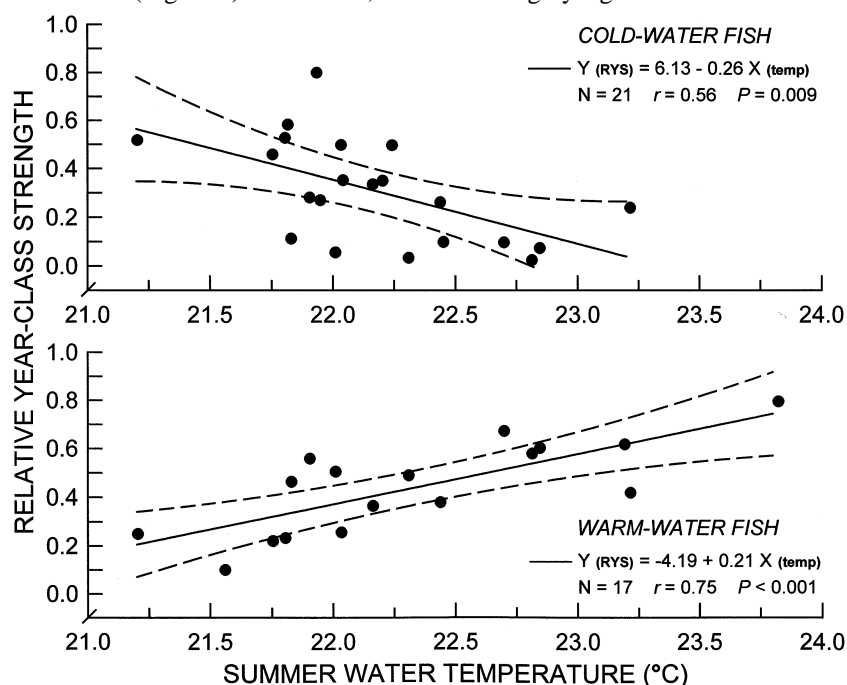 1.0
COLD-WATER FISH
0.8
Y (RYS) = 6.13 - 0.26 X (temp)
N = 21 r = 0.56 P = 0.009
0.6
0.4
0.2
0.0
21.0 21.5 22.0 22.5 23.0 23.5 24.0
RELATIVE YEAR-CLASS STRENGTH
1.0
0.8
0.6
0.4
WARM-WATER FISH
0.2
Y (RYS) = -4.19 + 0.21 X (temp)
N = 17 r = 0.75 P < 0.001
0.0
21.0 21.5 22.0 22.5 23.0 23.5 24.0
SUMMER WATER TEMPERATURE (°C)